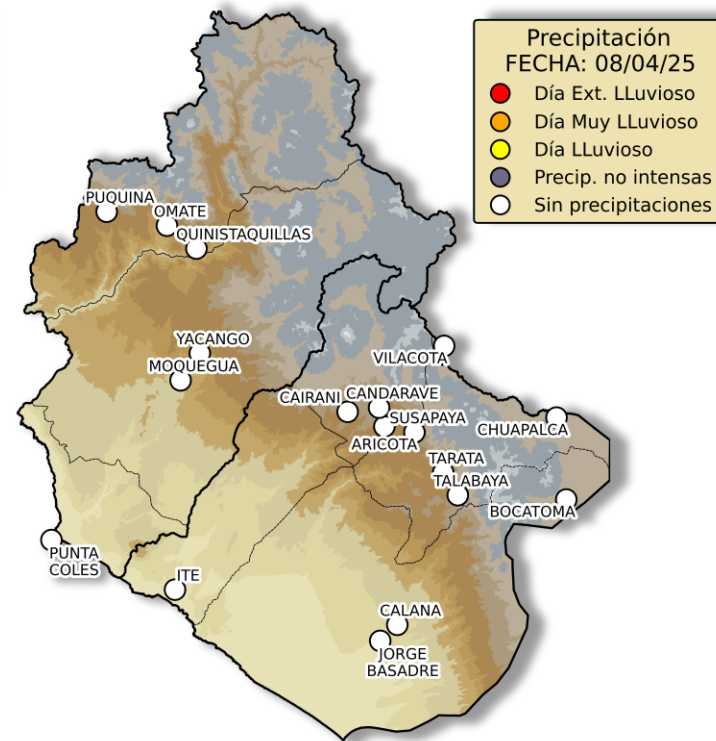 Precipitación
FECHA: 08/04/25
Día Ext. LLuvioso
Día Muy LLuvioso
Día LLuvioso
Precip. no intensas
Sin precipitaciones
PUQUINA
OMATE
QUINISTAQUILLAS
YACANGO
MOQUEGUA
VILACOTA
CAIRANI
CANDARAVE
SUSAPAYA
CHUAPALCA
ARICOTA
TARATA
TALABAYA
BOCATOMA
PUNTA
COLES
ITE
CALANA
JORGE
BASADRE